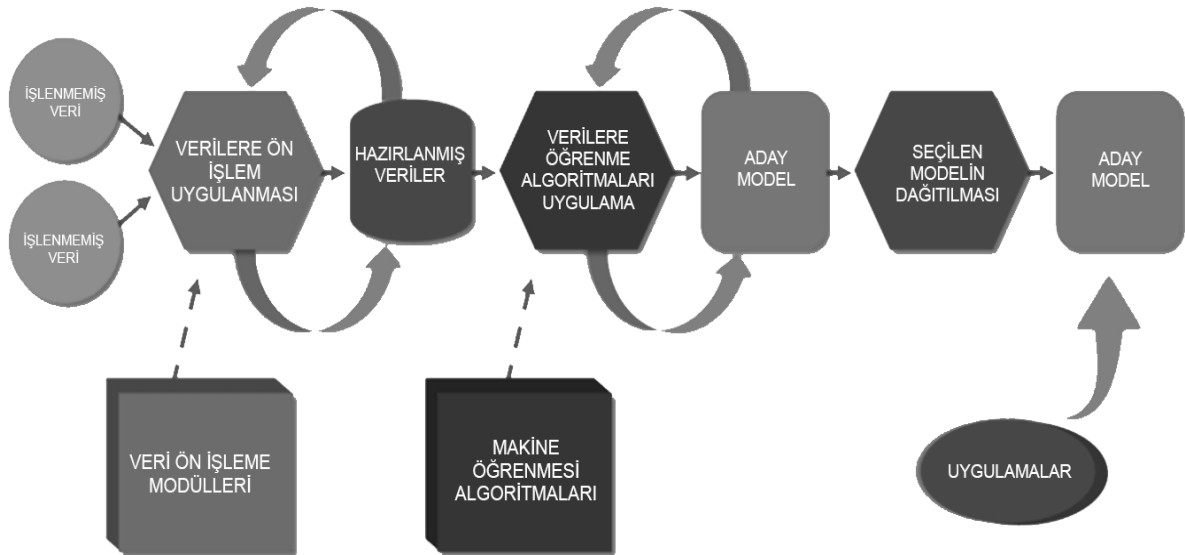 İŞLENMEMİŞ
VERİ
İŞLENMEMİŞ
VERİ
VERİLERE ÖN
İŞLEM
UYGULANMASI
HAZIRLANMIŞ
VERİLER
VERİLERE
ÖĞRENME
ALGORİTMALARI
UYGULAMA
ADAY
MODEL
SEÇİLEN
MODELİN
DAĞITILMASI
ADAY
MODEL
VERİ ÖN İŞLEME
MODÜLLERİ
MAKİNE
ÖĞRENMESİ
ALGORİTMALARI
UYGULAMALAR